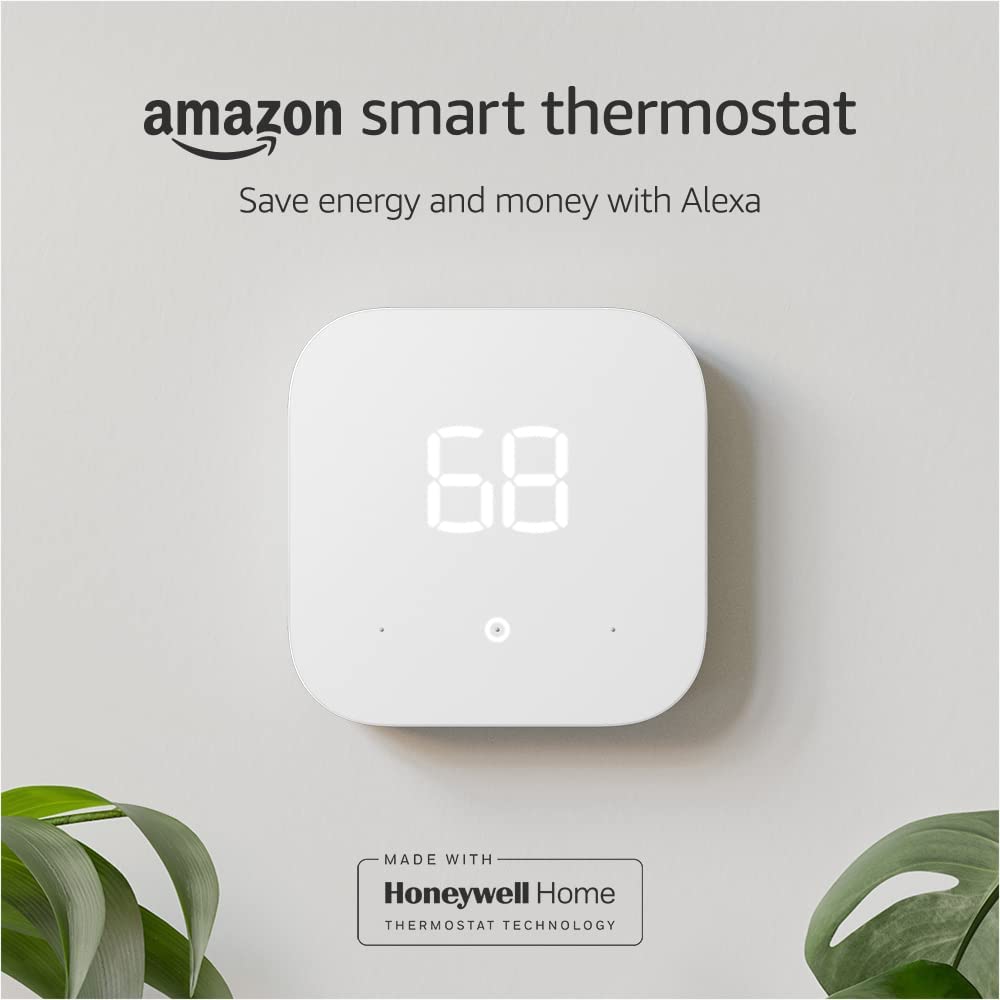 amazon smart thermostat
Save energy and money with Alexa
68
MADE WITH
Honeywell Home
THERMOSTAT TECHNOLOGY